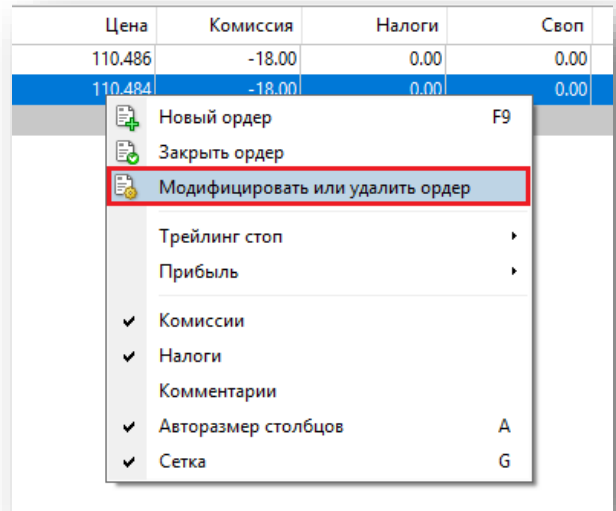 Цена Комиссия Налоги Своп
110.486 -18.00 0.00 0.00
110.484 -18.00 0.00 0.00
Новый ордер F9
Закрыть ордер
Модифицировать или удалить ордер
Трейлинг стоп
Прибыль
Комиссии
Налоги
Комментарии
Авторазмер столбцов A
Сетка G